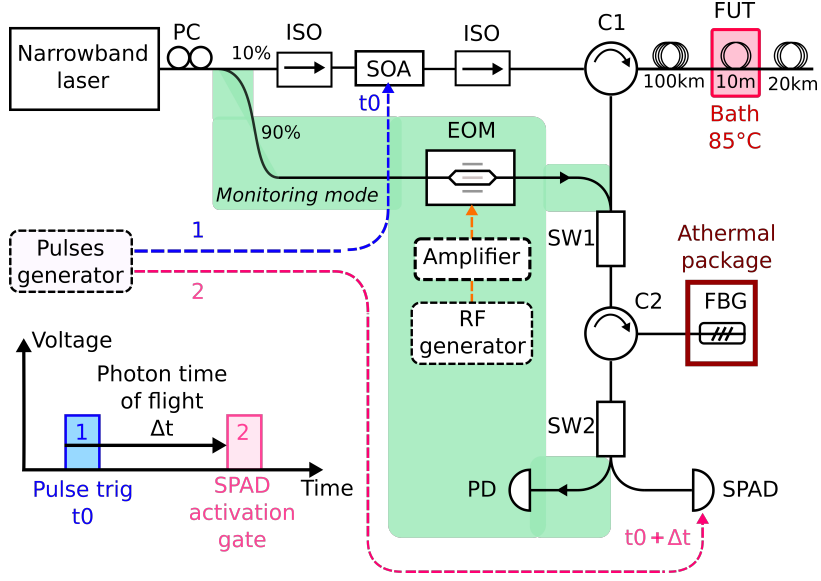 PC
ISO
ISO
C1
FUT
Narrowband
laser
10%
SOA
100km
10m
20km
t0
90%
EOM
Bath
85°C
Monitoring mode
1
SW1
Pulses
generator
Amplifier
Athermal
package
2
C2
FBG
RF
generator
Voltage
Photon time
of flight
Δt
1
2
SW2
Time
Pulse trig
t0
SPAD
activation
gate
PD
SPAD
t0+Δt